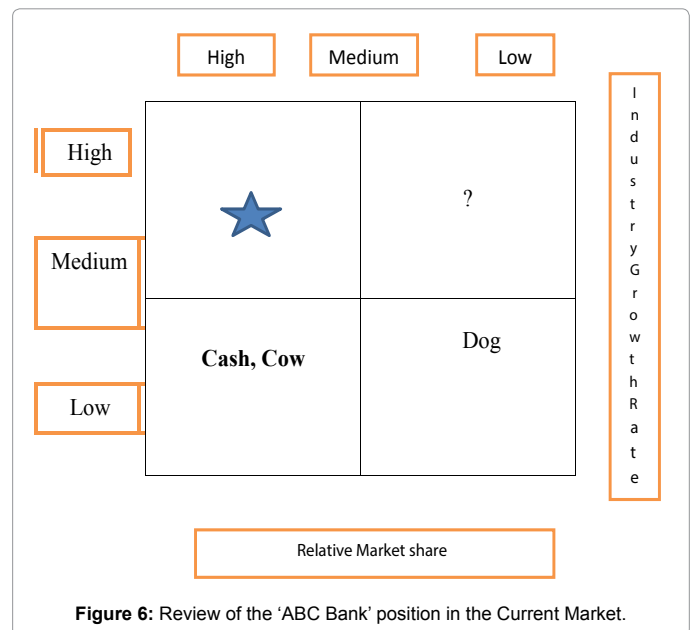 High Medium Low
High
?
Medium
Cash, Cow
Dog
Low
IndustryGrowthRate
Relative Market share
Figure 6: Review of the ‘ABC Bank’ position in the Current Market.